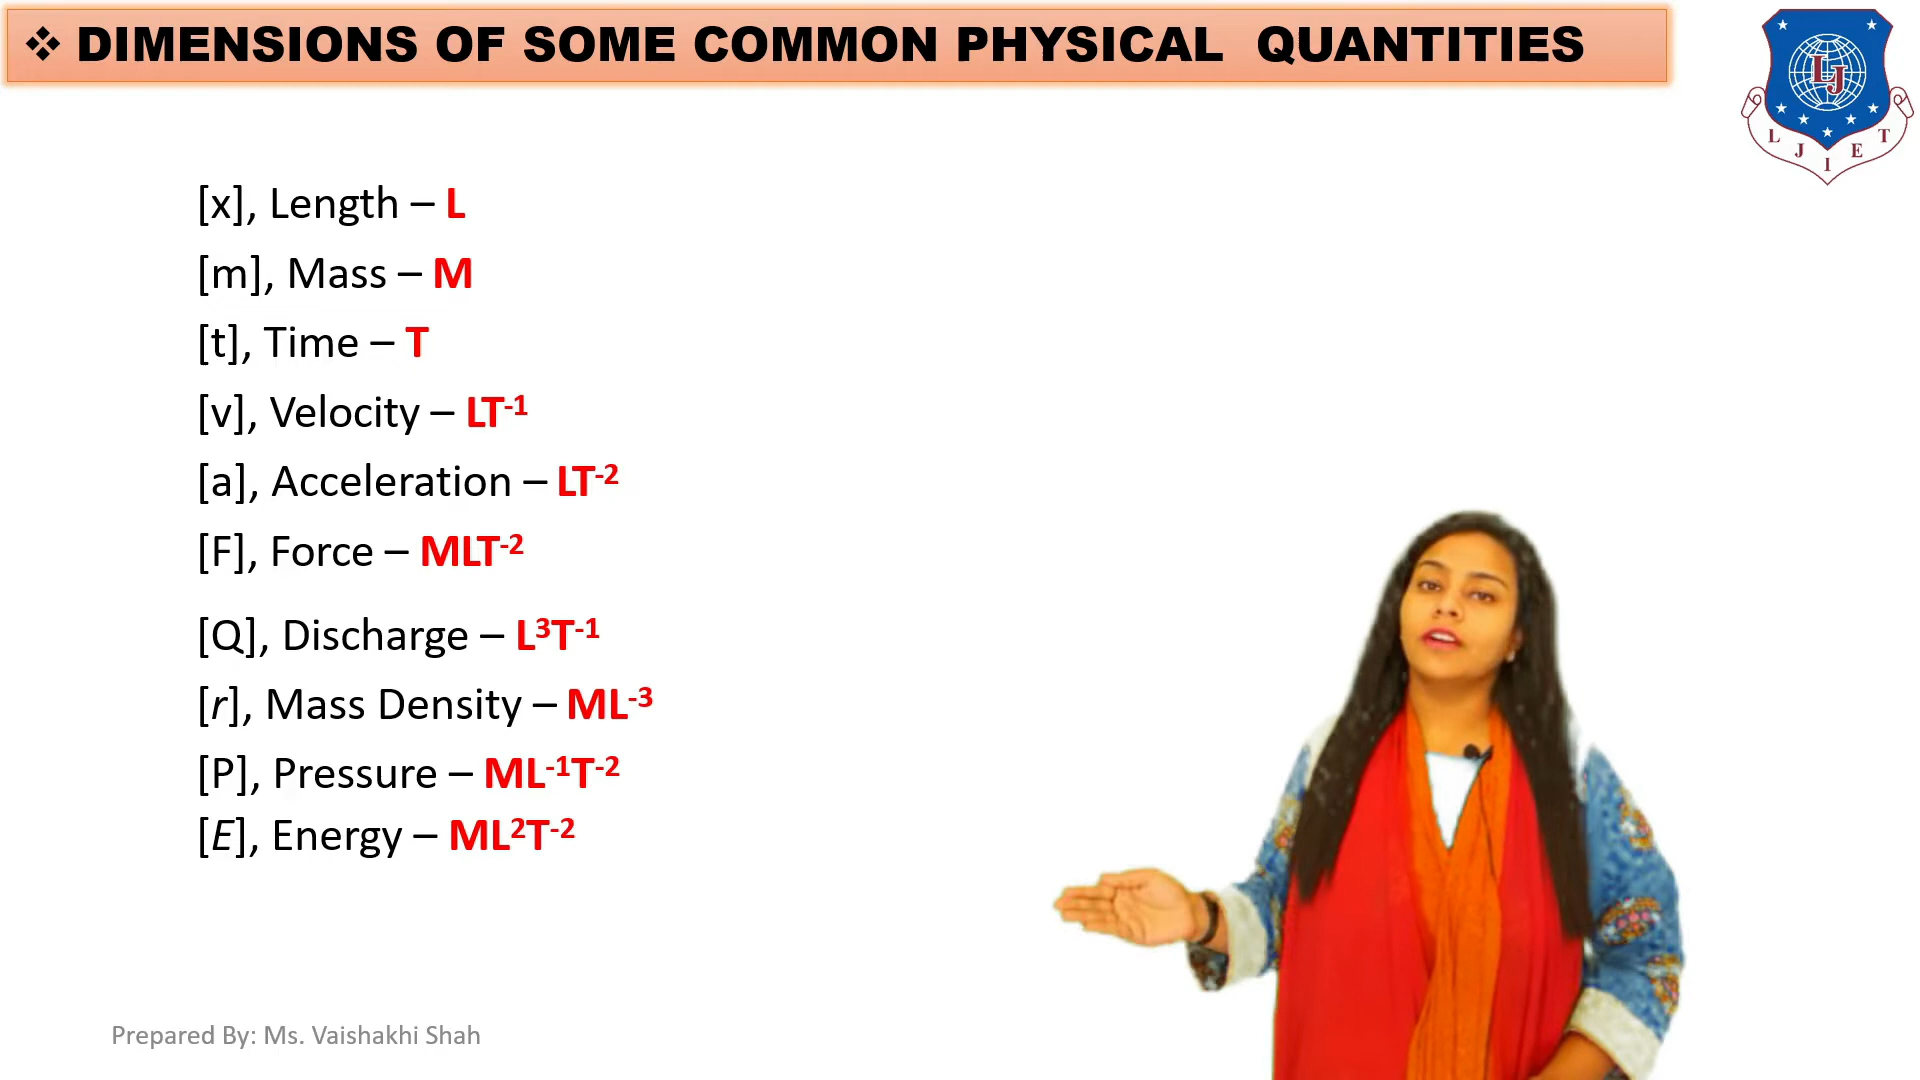 ❖ DIMENSIONS OF SOME COMMON PHYSICAL QUANTITIES
LJ
L J I E T
[x], Length – L
[m], Mass – M
[t], Time – T
[v], Velocity – LT⁻¹
[a], Acceleration – LT⁻²
[F], Force – MLT⁻²
[Q], Discharge – L³T⁻¹
[r], Mass Density – ML⁻³
[P], Pressure – ML⁻¹T⁻²
[E], Energy – ML²T⁻²
Prepared By: Ms. Vaishakhi Shah